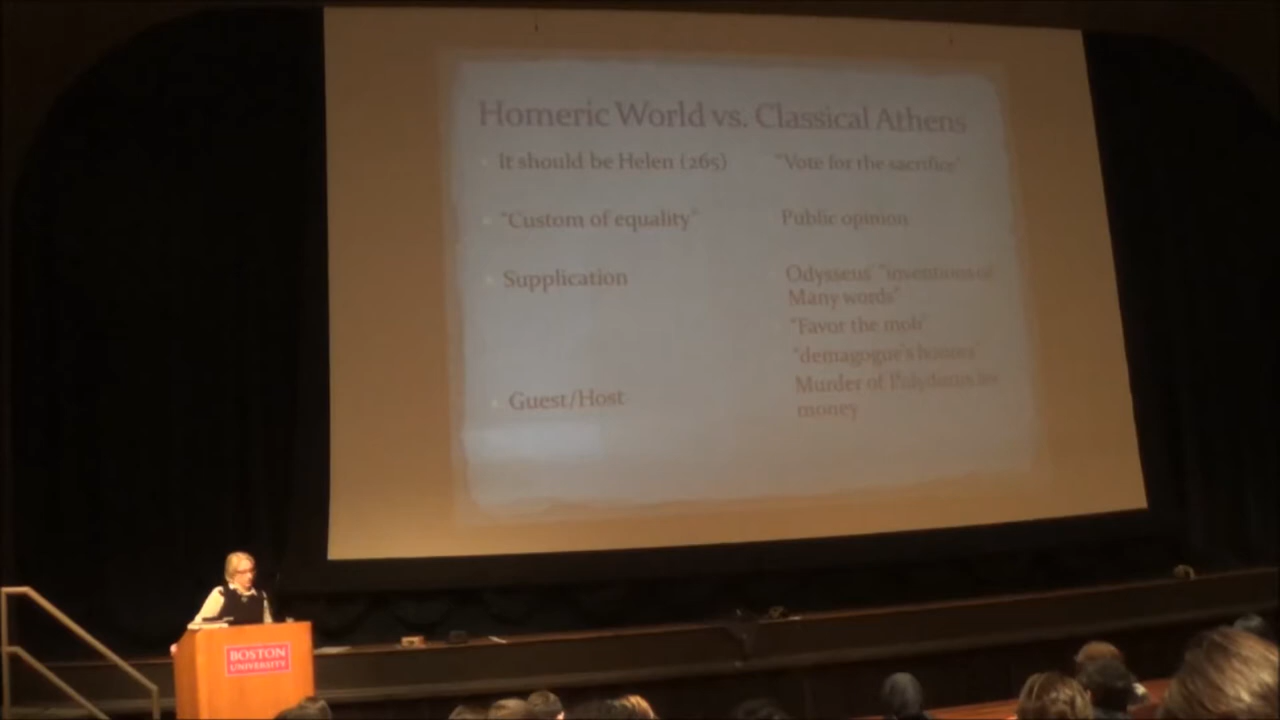 Homeric World vs. Classical Athens
It should be Helen (265)
"Vote for the sacrifice"
"Custom of equality"
Public opinion
Supplication
Odysseus' "inventions of
Many words"
"Favor the mob"
"demagogue's honors"
Guest/Host
Murder of Polydorus for
money
BOSTON
UNIVERSITY